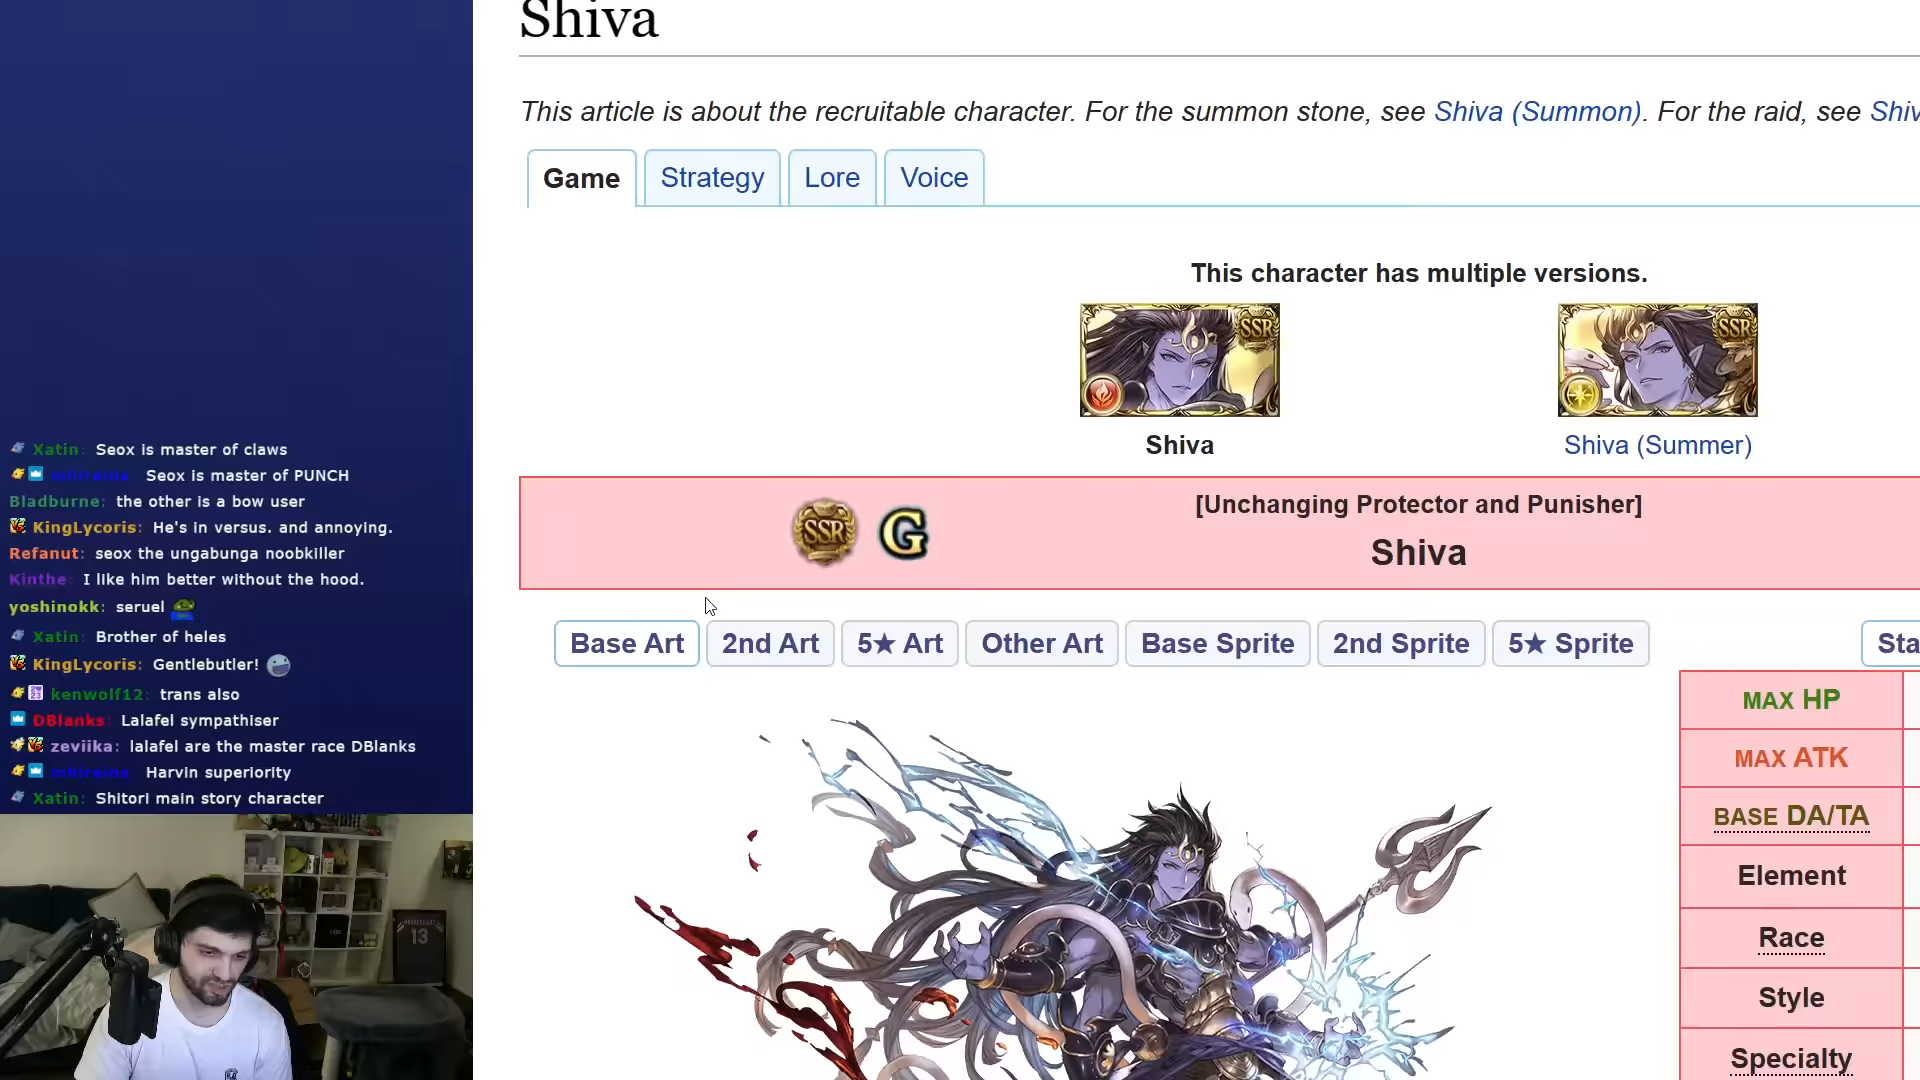 Shiva
This article is about the recruitable character. For the summon stone, see Shiva (Summon). For the raid, see Shiv
Game
Strategy
Lore
Voice
This character has multiple versions.
SSR
SSR
Shiva
Shiva (Summer)
SSR
G
[Unchanging Protector and Punisher]
Shiva
Base Art
2nd Art
5★ Art
Other Art
Base Sprite
2nd Sprite
5★ Sprite
Sta
MAX HP
MAX ATK
BASE DA/TA
Element
Race
Style
Specialty
Xatin: Seox is master of claws
Seox is master of PUNCH
Bladburne: the other is a bow user
KingLycoris: He's in versus. and annoying.
Refanut: seox the ungabunga noobkiller
Kinthe: I like him better without the hood.
yoshinokk: seruel
Xatin: Brother of heles
KingLycoris: Gentlebutler!
kenwolf12: trans also
DBlanks: Lalafel sympathiser
zeviika: lalafel are the master race DBlanks
Harvin superiority
Xatin: Shitori main story character
13